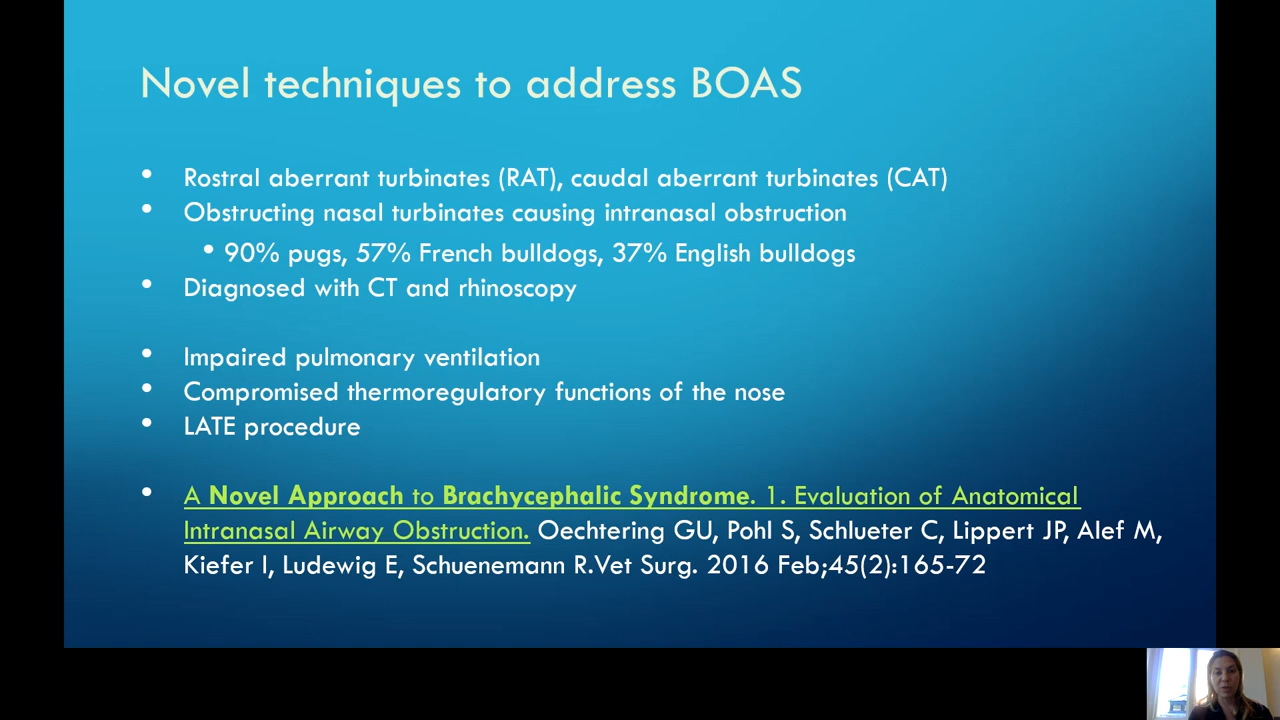 Novel techniques to address BOAS
• Rostral aberrant turbinates (RAT), caudal aberrant turbinates (CAT)
• Obstructing nasal turbinates causing intranasal obstruction
• 90% pugs, 57% French bulldogs, 37% English bulldogs
• Diagnosed with CT and rhinoscopy
• Impaired pulmonary ventilation
• Compromised thermoregulatory functions of the nose
• LATE procedure
• A Novel Approach to Brachycephalic Syndrome. 1. Evaluation of Anatomical
Intranasal Airway Obstruction. Oechtering GU, Pohl S, Schlueter C, Lippert JP, Alef M,
Kiefer I, Ludewig E, Schuenemann R.Vet Surg. 2016 Feb;45(2):165-72